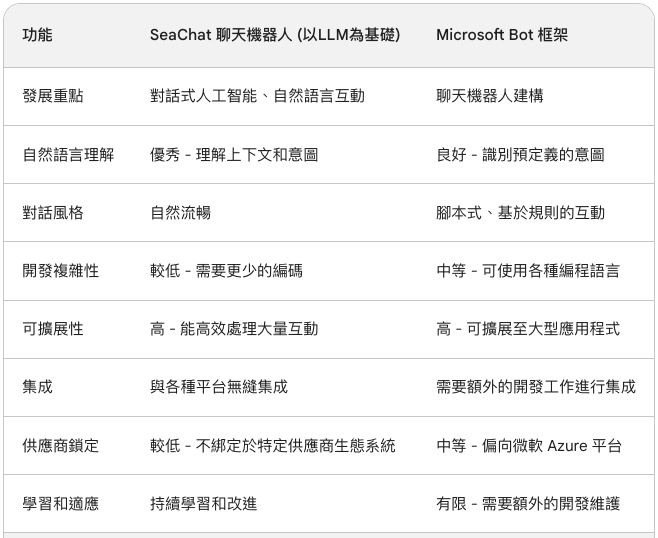 功能 SeaChat 聊天機器人 (以LLM為基礎) Microsoft Bot 框架
發展重點 對話式人工智能、自然語言互動 聊天機器人建構
自然語言理解 優秀 - 理解上下文和意圖 良好 - 識別預定義的意圖
對話風格 自然流暢 腳本式、基於規則的互動
開發複雜性 較低 - 需要更少的編碼 中等 - 可使用各種編程語言
可擴展性 高 - 能高效處理大量互動 高 - 可擴展至大型應用程式
集成 與各種平台無縫集成 需要額外的開發工作進行集成
供應商鎖定 較低 - 不綁定於特定供應商生態系統 中等 - 偏向微軟 Azure 平台
學習和適應 持續學習和改進 有限 - 需要額外的開發維護